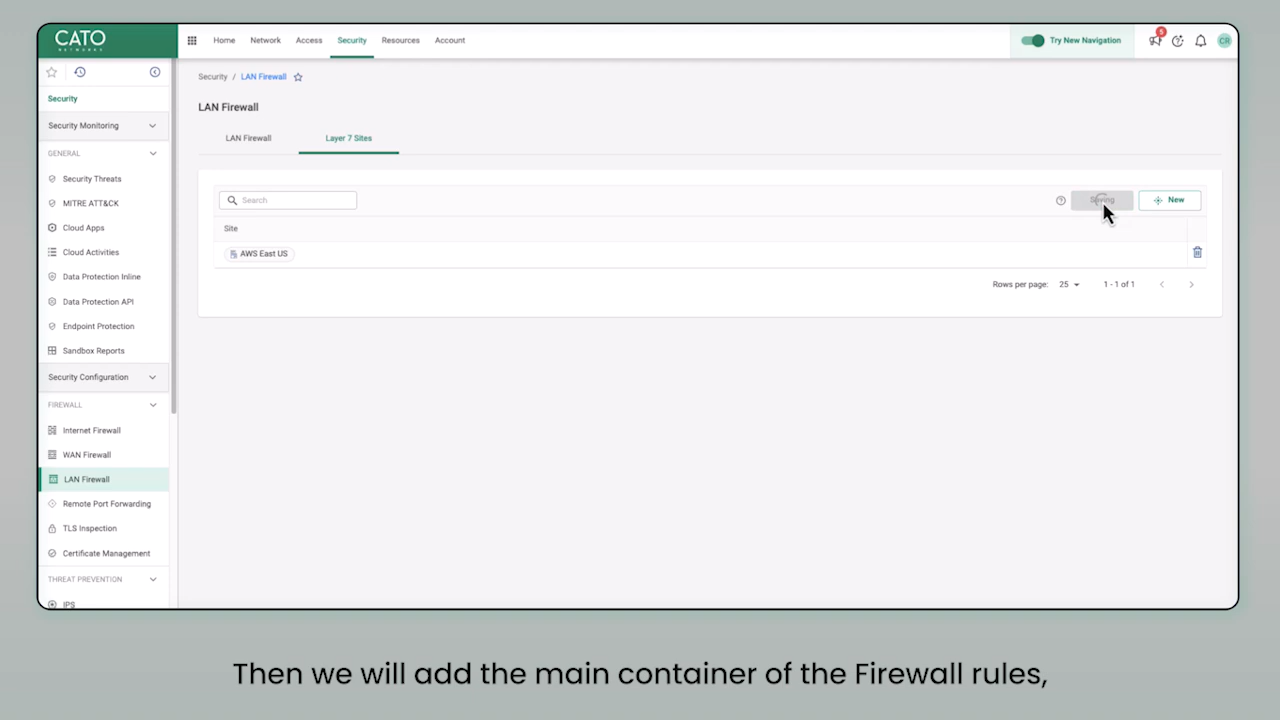 CATO
NETWORKS
Home Network Access Security Resources Account
Try New Navigation
5
CR
Security
Security Monitoring
GENERAL
Security Threats
MITRE ATT&CK
Cloud Apps
Cloud Activities
Data Protection Inline
Data Protection API
Endpoint Protection
Sandbox Reports
Security Configuration
FIREWALL
Internet Firewall
WAN Firewall
LAN Firewall
Remote Port Forwarding
TLS Inspection
Certificate Management
THREAT PREVENTION
IPS
Security / LAN Firewall
LAN Firewall
LAN Firewall Layer 7 Sites
Search
Saving
New
Site
AWS East US
Rows per page: 25 1 - 1 of 1
Then we will add the main container of the Firewall rules,